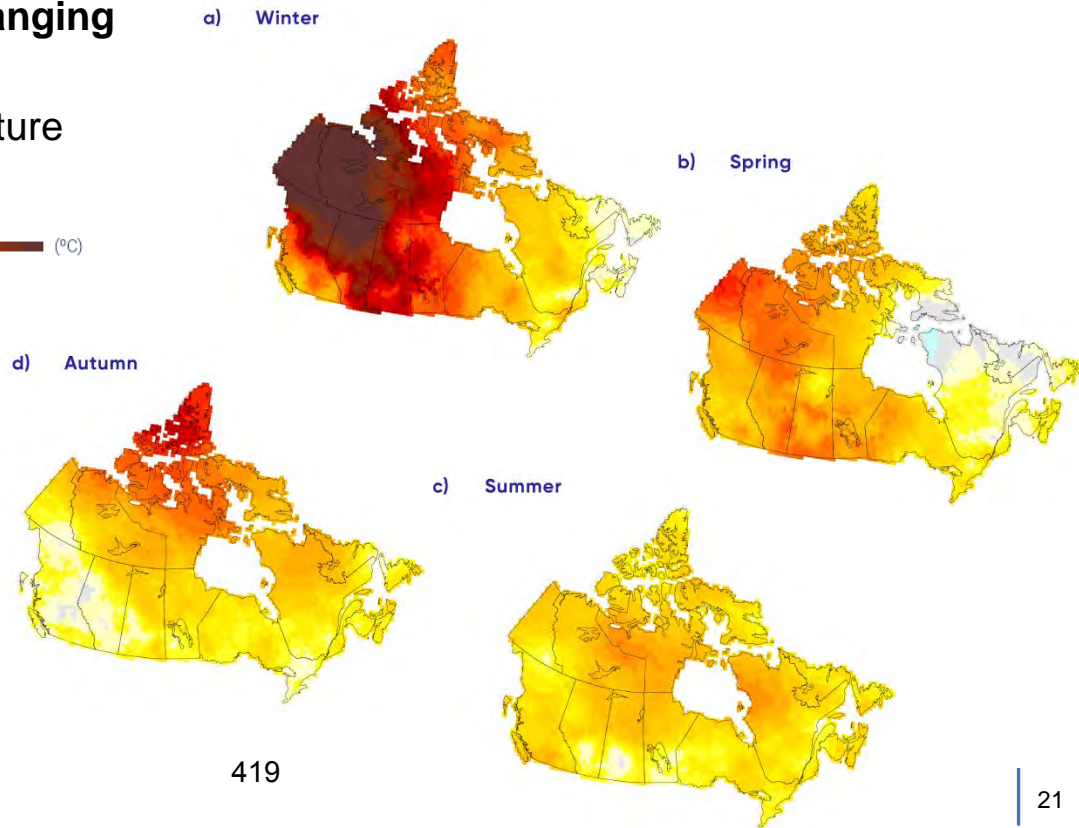 anging
ture
(ºC)
a) Winter
b) Spring
d) Autumn
c) Summer
419
21